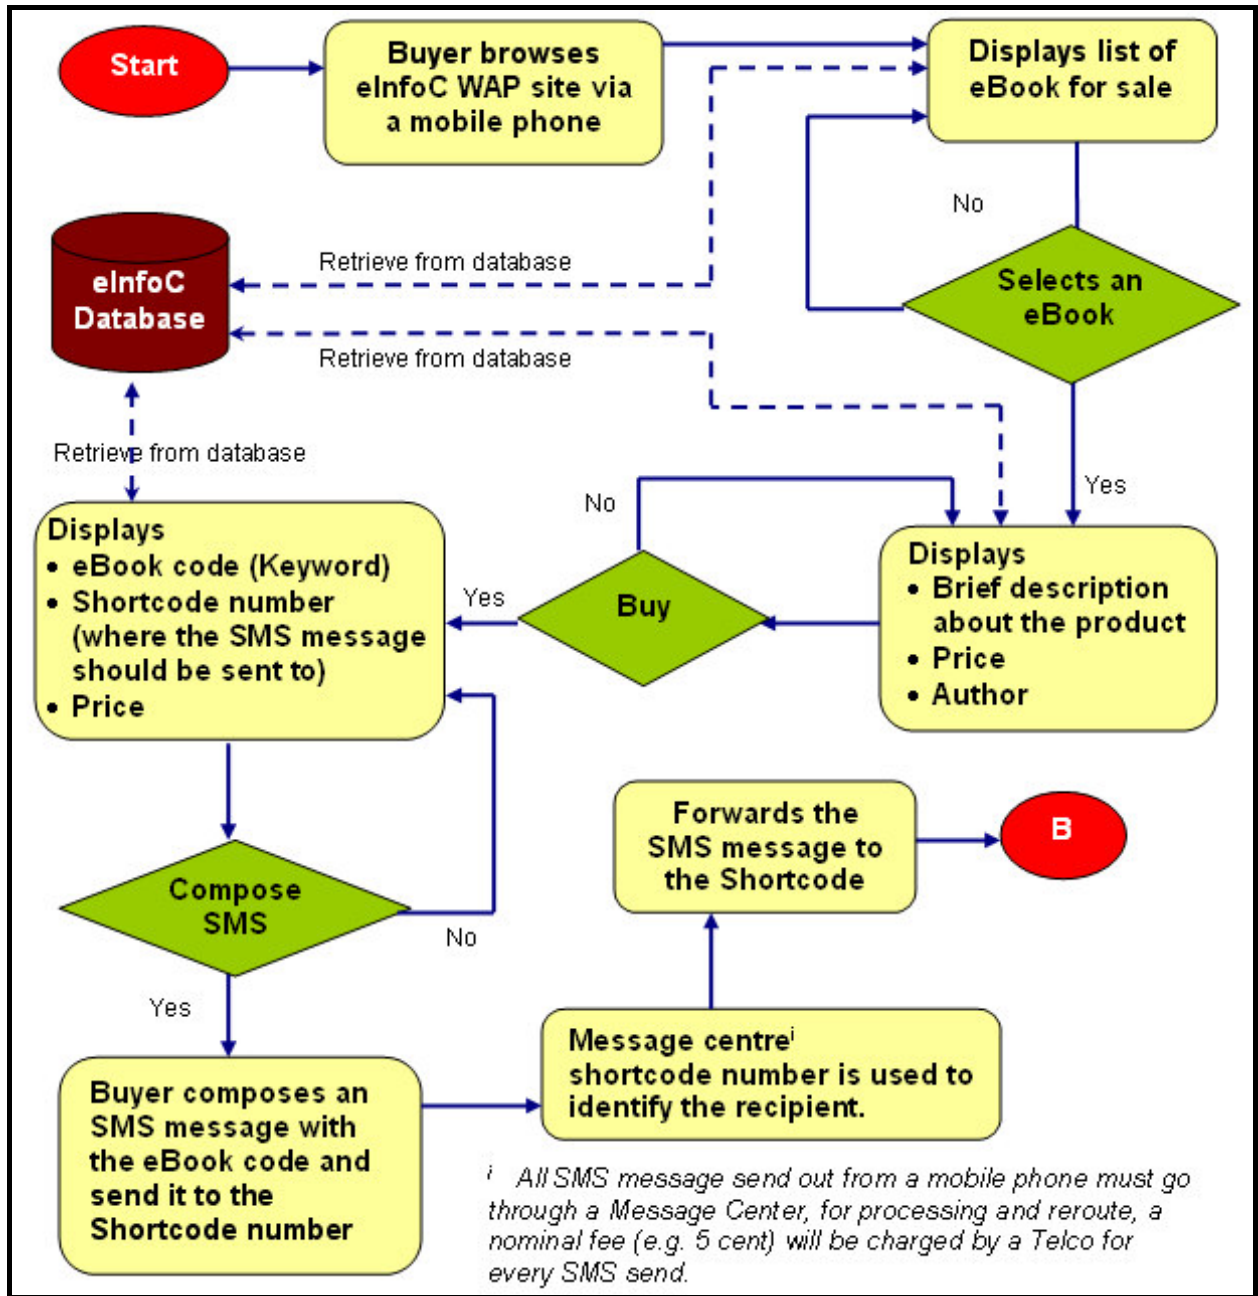 Start
Buyer browses
eInfoC WAP site via
a mobile phone
Displays list of
eBook for sale
No
Selects an
eBook
eInfoC
Database
Retrieve from database
Retrieve from database
Retrieve from database
Yes
Displays
• Brief description
about the product
• Price
• Author
No
Buy
Yes
Displays
• eBook code (Keyword)
• Shortcode number
(where the SMS message
should be sent to)
• Price
Compose
SMS
No
Yes
Buyer composes an
SMS message with
the eBook code and
send it to the
Shortcode number
Message centreⁱ
shortcode number is used to
identify the recipient.
Forwards the
SMS message to
the Shortcode
B
ⁱ All SMS message send out from a mobile phone must go
through a Message Center, for processing and reroute, a
nominal fee (e.g. 5 cent) will be charged by a Telco for
every SMS send.